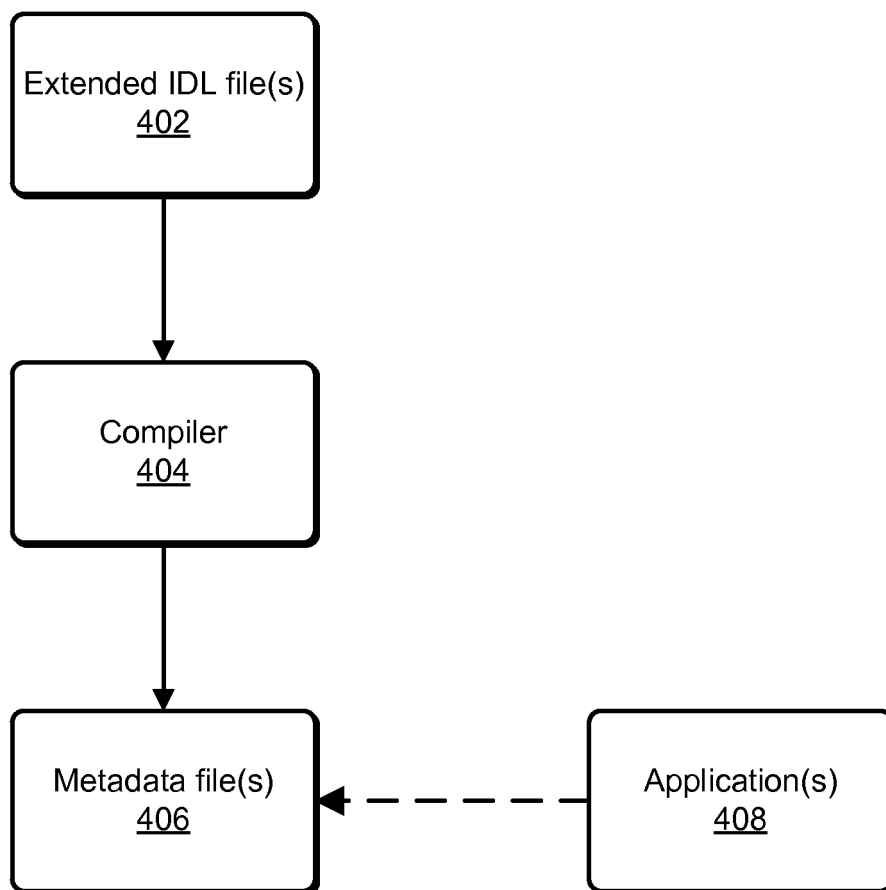 Extended IDL file(s)
402
Compiler
404
Metadata file(s)
406
Application(s)
408